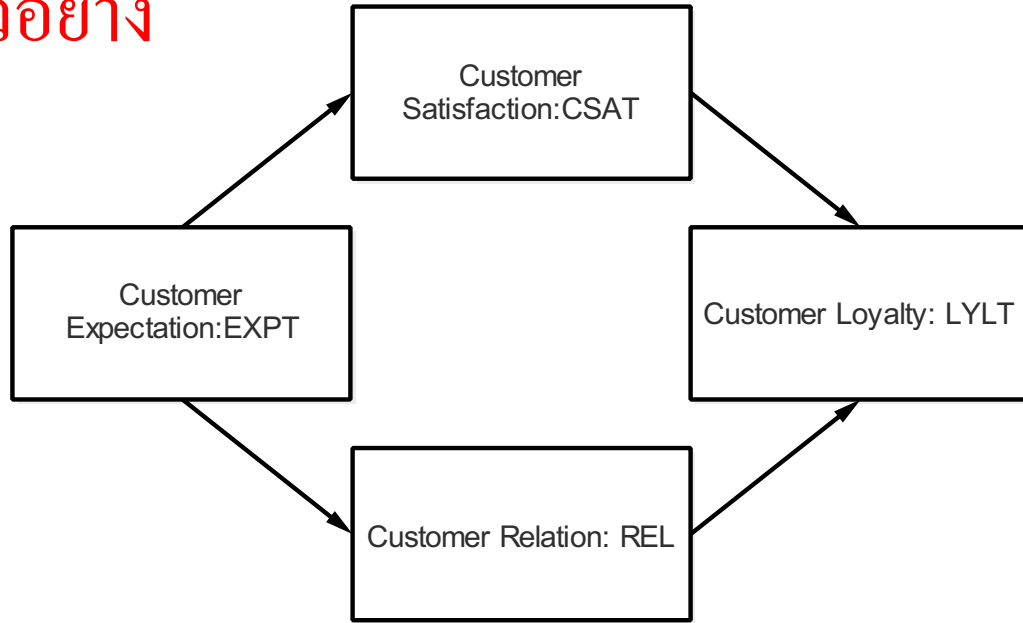 อย่าง
Customer
Satisfaction:CSAT
Customer
Expectation:EXPT
Customer Loyalty: LYLT
Customer Relation: REL